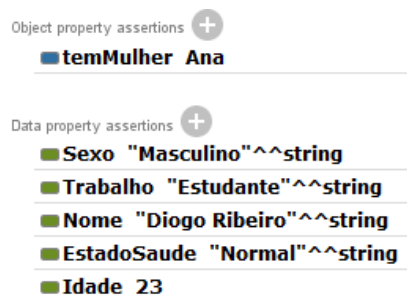 Object property assertions
temMulher Ana
Data property assertions
Sexo "Masculino"^^string
Trabalho "Estudante"^^string
Nome "Diogo Ribeiro"^^string
EstadoSaude "Normal"^^string
Idade 23